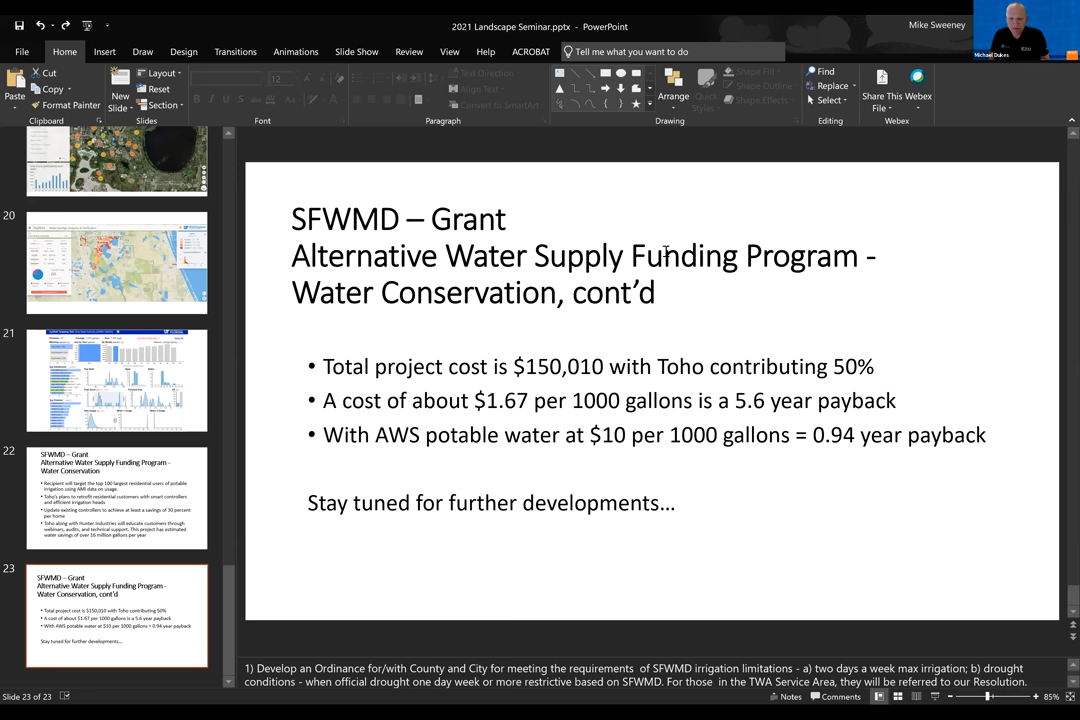 2021 Landscape Seminar.pptx - PowerPoint
Mike Sweeney
Michael Dukes
File Home Insert Draw Design Transitions Animations Slide Show Review View Help ACROBAT Tell me what you want to do
Paste
Cut
Copy
Format Painter
Clipboard
New
Slide
Layout
Reset
Section
Slides
12
Font
Text Direction
Align Text
Convert to SmartArt
Paragraph
Arrange
Quick
Styles
Shape Fill
Shape Outline
Shape Effects
Drawing
Find
Replace
Select
Editing
Share This
File
Webex
Webex
20
21
22
SFWMD – Grant
Alternative Water Supply Funding Program -
Water Conservation
• Recipient will target the top 100 largest residential users of potable
irrigation using AMI data on usage.
• Toho's plans to retrofit residential customers with smart controllers
and efficient irrigation heads
• Update existing controllers to achieve at least a savings of 30 percent
per home
• Toho along with Hunter Industries will educate customers through
webinars, audits, and technical support. This project has estimated
water savings of over 16 million gallons per year
23
SFWMD – Grant
Alternative Water Supply Funding Program -
Water Conservation, cont'd
• Total project cost is $150,010 with Toho contributing 50%
• A cost of about $1.67 per 1000 gallons is a 5.6 year payback
• With AWS potable water at $10 per 1000 gallons = 0.94 year payback
Stay tuned for further developments...
SFWMD – Grant
Alternative Water Supply Funding Program -
Water Conservation, cont'd
• Total project cost is $150,010 with Toho contributing 50%
• A cost of about $1.67 per 1000 gallons is a 5.6 year payback
• With AWS potable water at $10 per 1000 gallons = 0.94 year payback
Stay tuned for further developments…
1) Develop an Ordinance for/with County and City for meeting the requirements of SFWMD irrigation limitations - a) two days a week max irrigation; b) drought
conditions - when official drought one day week or more restrictive based on SFWMD. For those in the TWA Service Area, they will be referred to our Resolution.
Slide 23 of 23
Notes
Comments
85%